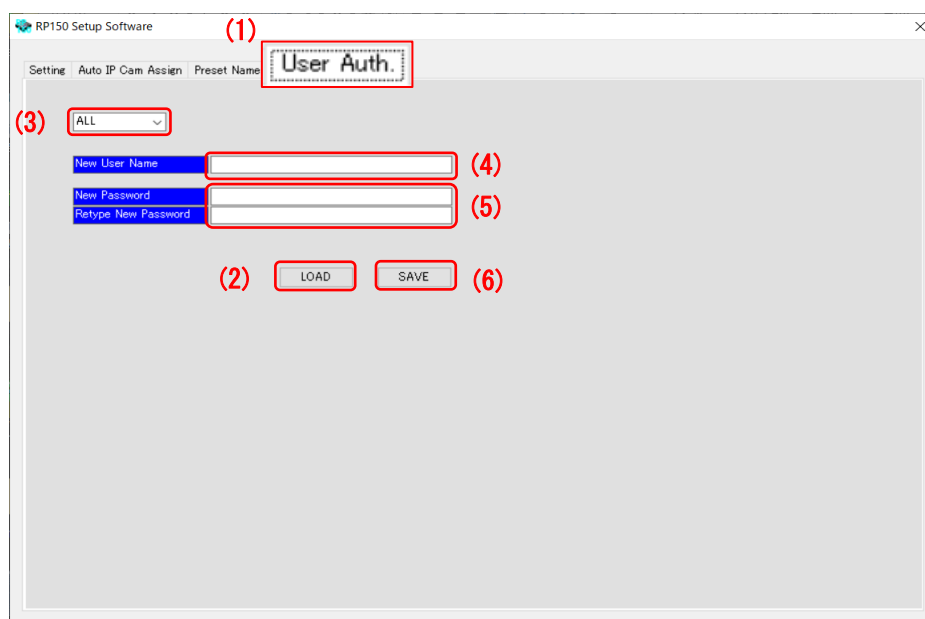 RP150 Setup Software
(1)
Setting Auto IP Cam Assign Preset Name User Auth.
(3) ALL
New User Name (4)
New Password
Retype New Password (5)
(2) LOAD SAVE (6)